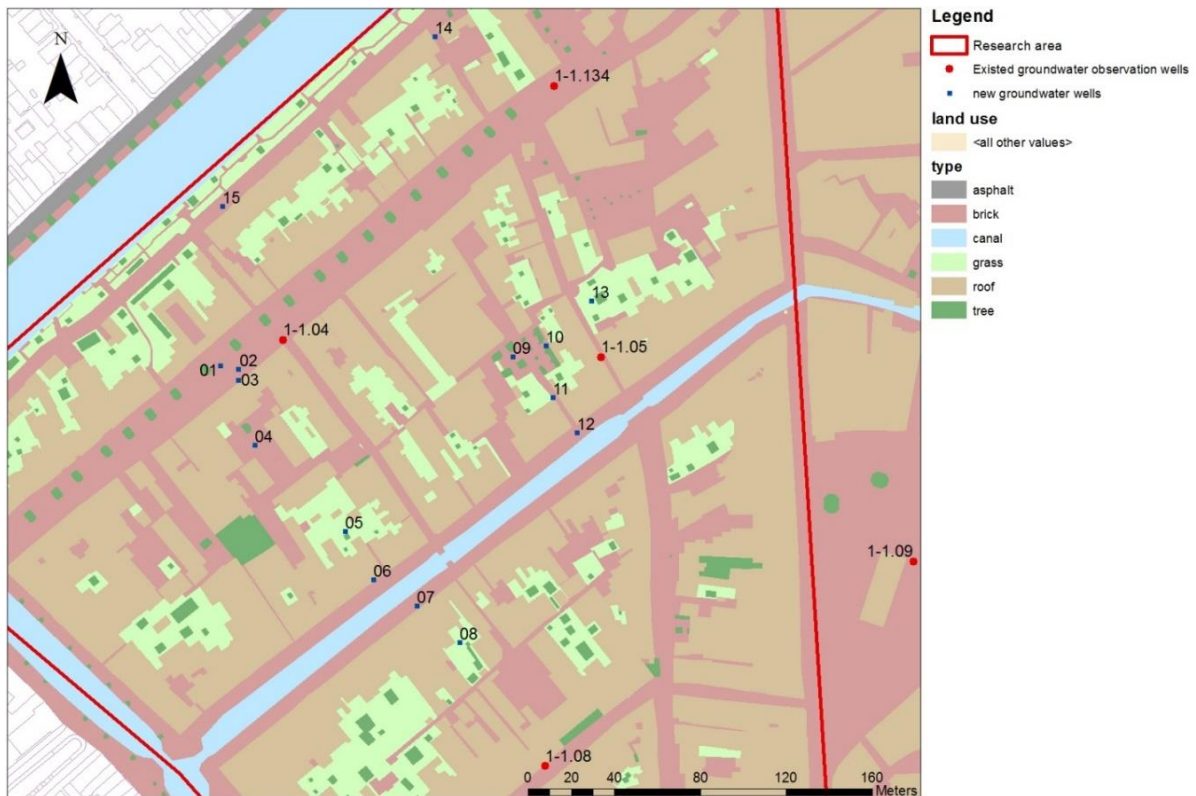 N
14
1-1.134
15
13
1-1.04
01
02
03
09
10
1-1.05
11
12
04
05
06
07
08
1-1.09
1-1.08
0 20 40 80 120 160
Meters
Legend
Research area
Existed groundwater observation wells
new groundwater wells
land use
<all other values>
type
asphalt
brick
canal
grass
roof
tree